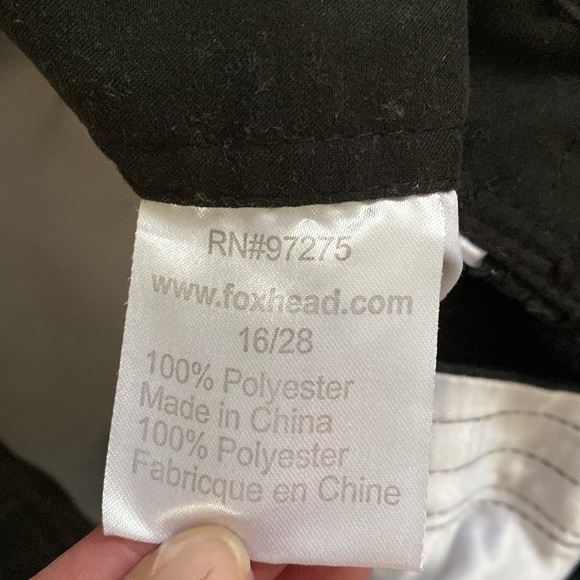 RN#97275
www.foxhead.com
16/28
100% Polyester
Made in China
100% Polyester
Fabricque en Chine